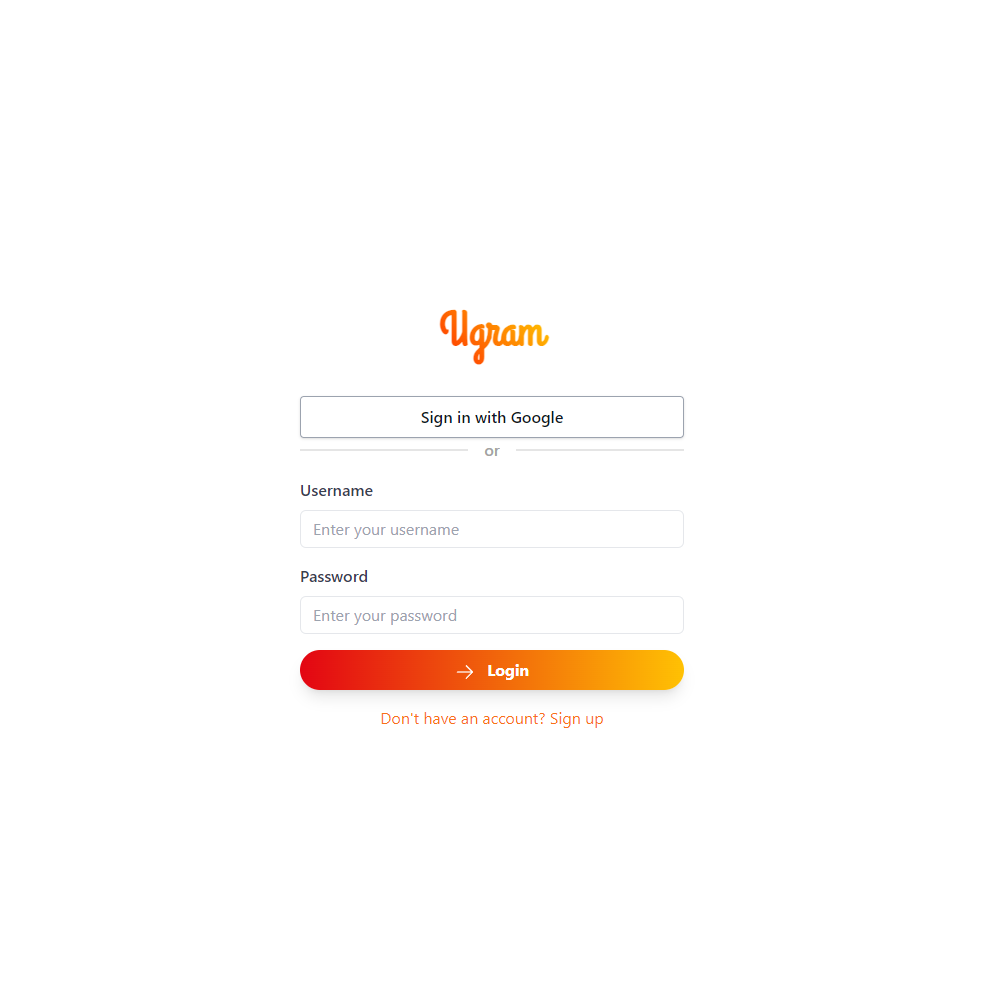 Ugram
Sign in with Google
or
Username
Enter your username
Password
Enter your password
Login
Don't have an account? Sign up